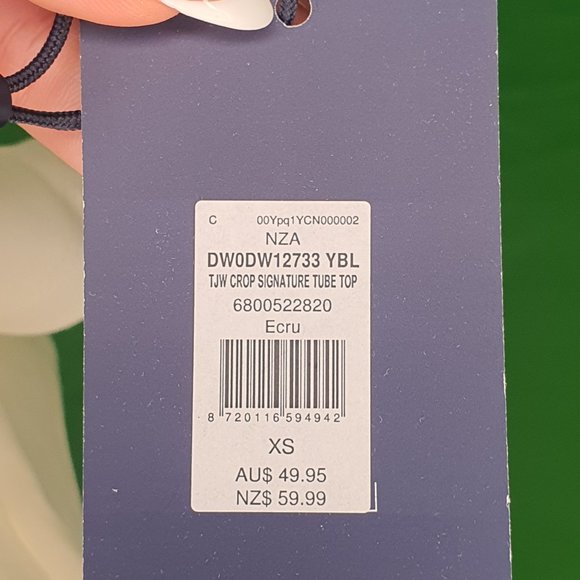 C 00Ypq1YCN000002
NZA
DW0DW12733 YBL
TJW CROP SIGNATURE TUBE TOP
6800522820
Ecru
8 720116 594942
XS
AU$ 49.95
NZ$ 59.99